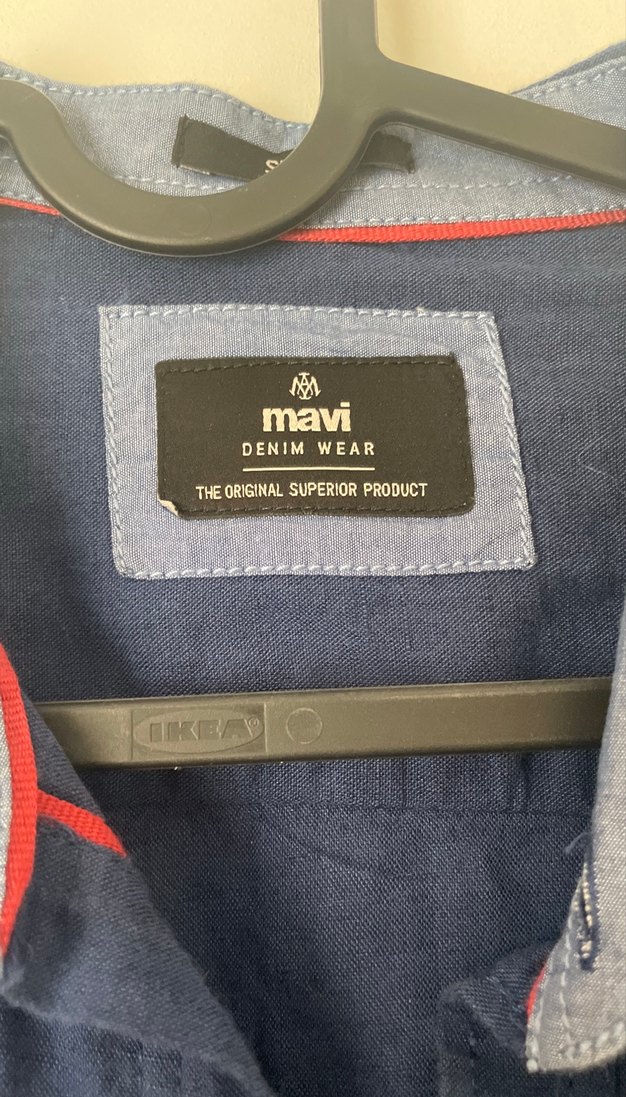 mavi
DENIM WEAR
THE ORIGINAL SUPERIOR PRODUCT
IKEA®